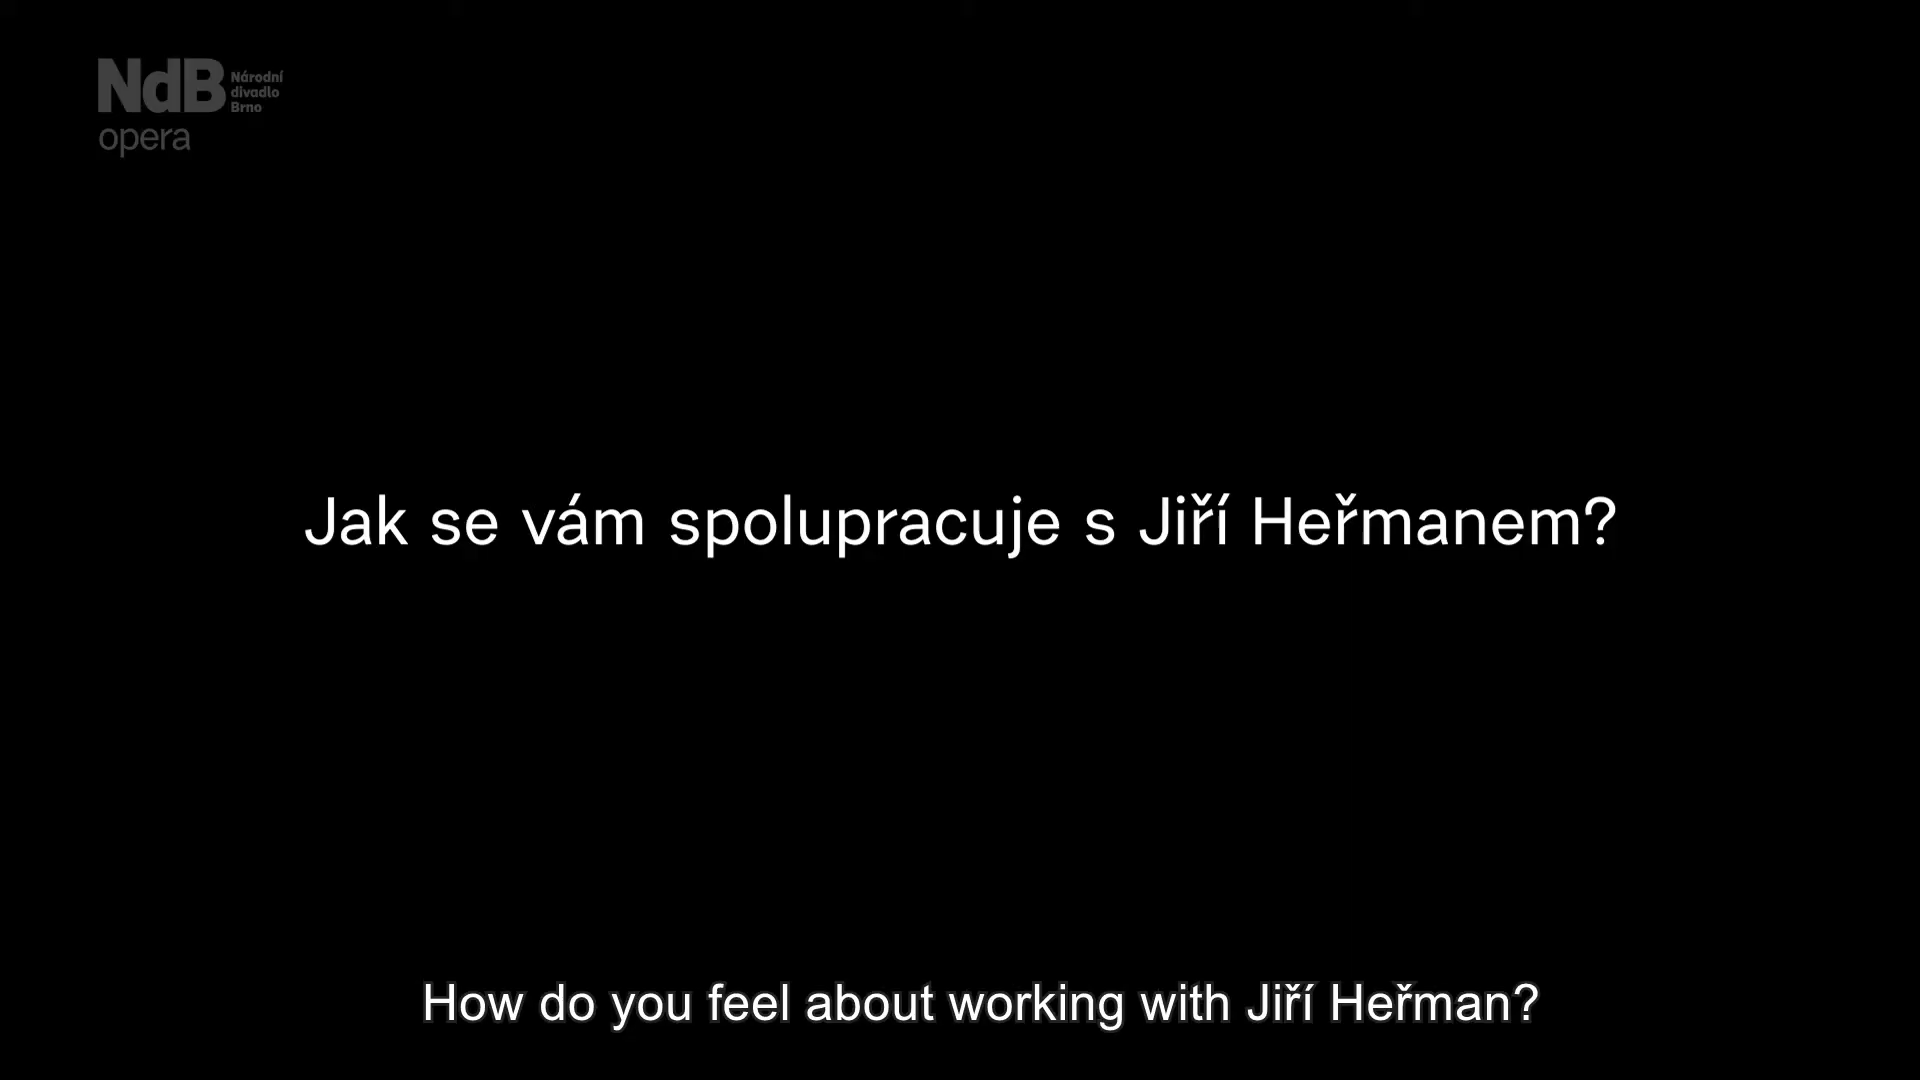 NdB
Národní
divadlo
Brno
opera
Jak se vám spolupracuje s Jiří Heřmanem?
How do you feel about working with Jiří Heřman?